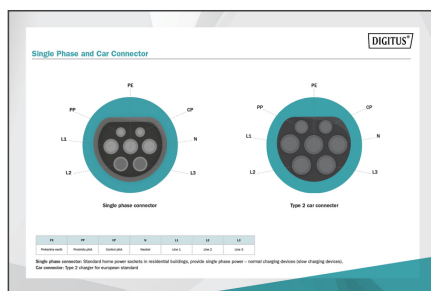 DIGITUS®
Single Phase and Car Connector
PE
PP
CP
L1
N
L2
L3
Single phase connector
PE
PP
CP
L1
N
L2
L3
Type 2 car connector
PE PP CP N L1 L2 L3
Protective earth Proximity pilot Control pilot Neutral Line 1 Line 2 Line 3
Single phase connector: Standard home power sockets in residential buildings, provide single phase power – normal charging devices (slow charging devices).
Car connector: Type 2 charger for european standard